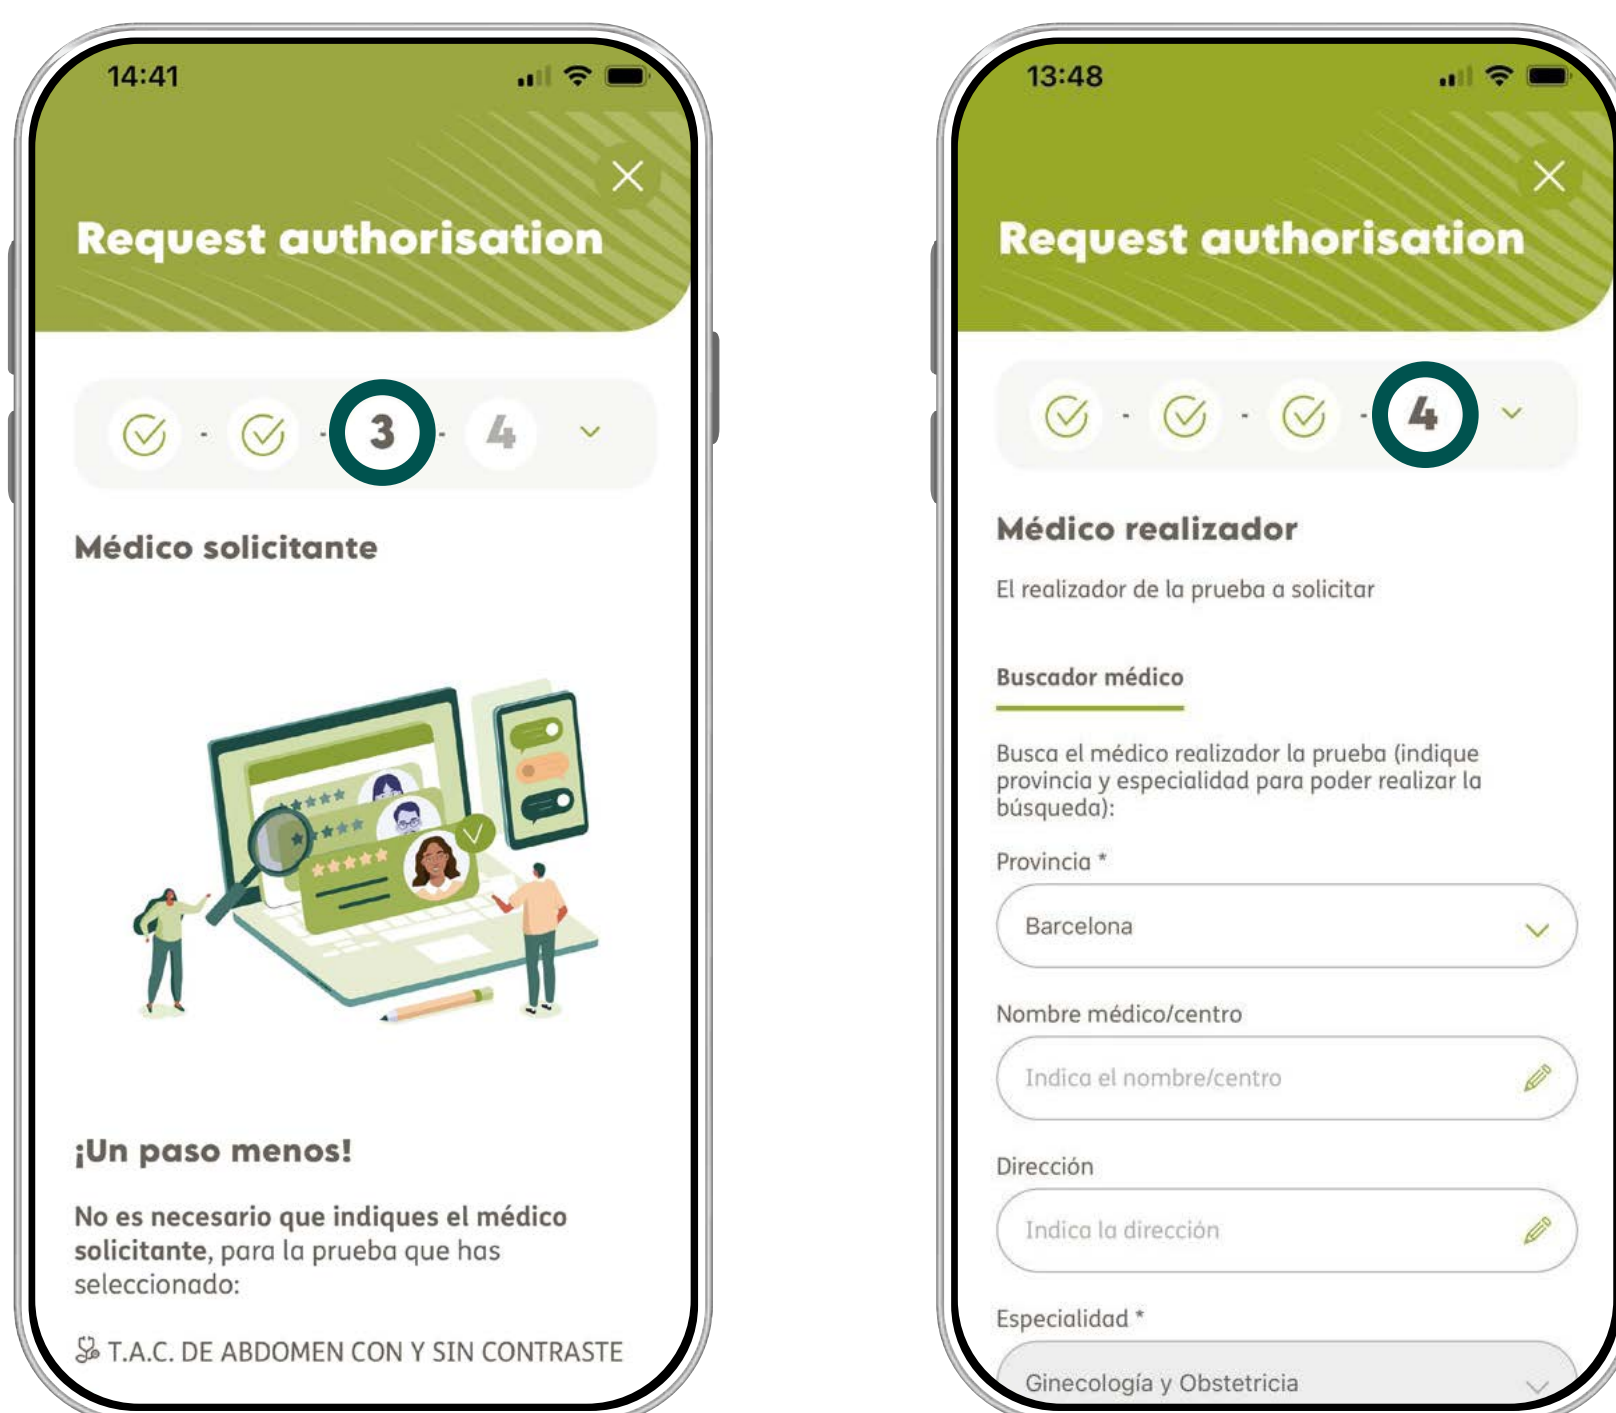 14:41
Request authorisation
3
4
Médico solicitante
¡Un paso menos!
No es necesario que indiques el médico
solicitante, para la prueba que has
seleccionado:
T.A.C. DE ABDOMEN CON Y SIN CONTRASTE
13:48
Request authorisation
4
Médico realizador
El realizador de la prueba a solicitar
Buscador médico
Busca el médico realizador la prueba (indique
provincia y especialidad para poder realizar la
búsqueda):
Provincia *
Barcelona
Nombre médico/centro
Indica el nombre/centro
Dirección
Indica la dirección
Especialidad *
Ginecología y Obstetricia